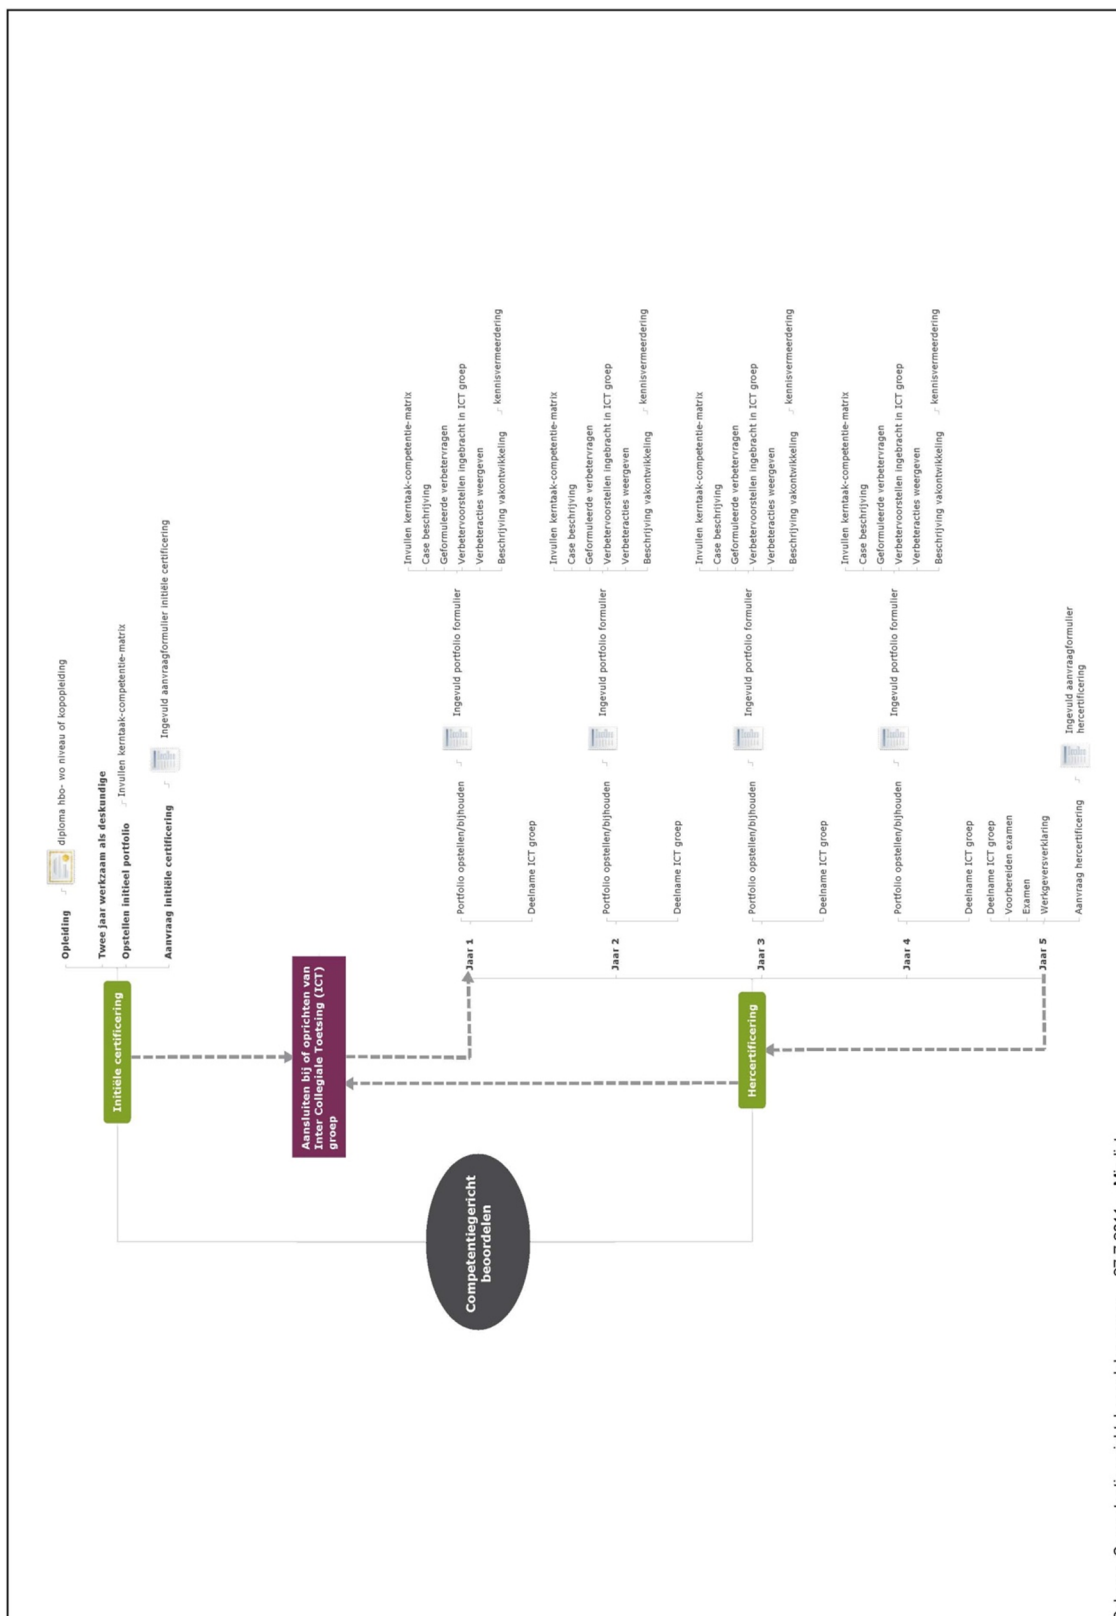 Competentiegericht
beoordelen
Initiële certificering
Opleiding
diploma hbo- wo niveau of kopopleiding
Twee jaar werkzaam als deskundige
Opstellen initieel portfolio
Invullen kerntaak-competentie-matrix
Aanvraag initiële certificering
Ingevuld aanvraagformulier initiële certificering
Aansluiten bij of oprichten van
Inter Collegiale Toetsing (ICT)
groep
Hercertificering
Jaar 1
Portfolio opstellen/bijhouden
Ingevuld portfolio formulier
Invullen kerntaak-competentie-matrix
Case beschrijving
Geformuleerde verbetervragen
Verbetervoorstellen ingebracht in ICT groep
Verbeteracties weergeven
Beschrijving vakontwikkeling
kennisvermeerdering
Deelname ICT groep
Jaar 2
Portfolio opstellen/bijhouden
Ingevuld portfolio formulier
Invullen kerntaak-competentie-matrix
Case beschrijving
Geformuleerde verbetervragen
Verbetervoorstellen ingebracht in ICT groep
Verbeteracties weergeven
Beschrijving vakontwikkeling
kennisvermeerdering
Deelname ICT groep
Jaar 3
Portfolio opstellen/bijhouden
Ingevuld portfolio formulier
Invullen kerntaak-competentie-matrix
Case beschrijving
Geformuleerde verbetervragen
Verbetervoorstellen ingebracht in ICT groep
Verbeteracties weergeven
Beschrijving vakontwikkeling
kennisvermeerdering
Deelname ICT groep
Jaar 4
Portfolio opstellen/bijhouden
Ingevuld portfolio formulier
Invullen kerntaak-competentie-matrix
Case beschrijving
Geformuleerde verbetervragen
Verbetervoorstellen ingebracht in ICT groep
Verbeteracties weergeven
Beschrijving vakontwikkeling
kennisvermeerdering
Deelname ICT groep
Jaar 5
Deelname ICT groep
Voorbereiden examen
Examen
Werkgeversverklaring
Aanvraag hercertificering
Ingevuld aanvraagformulier
hercertificering